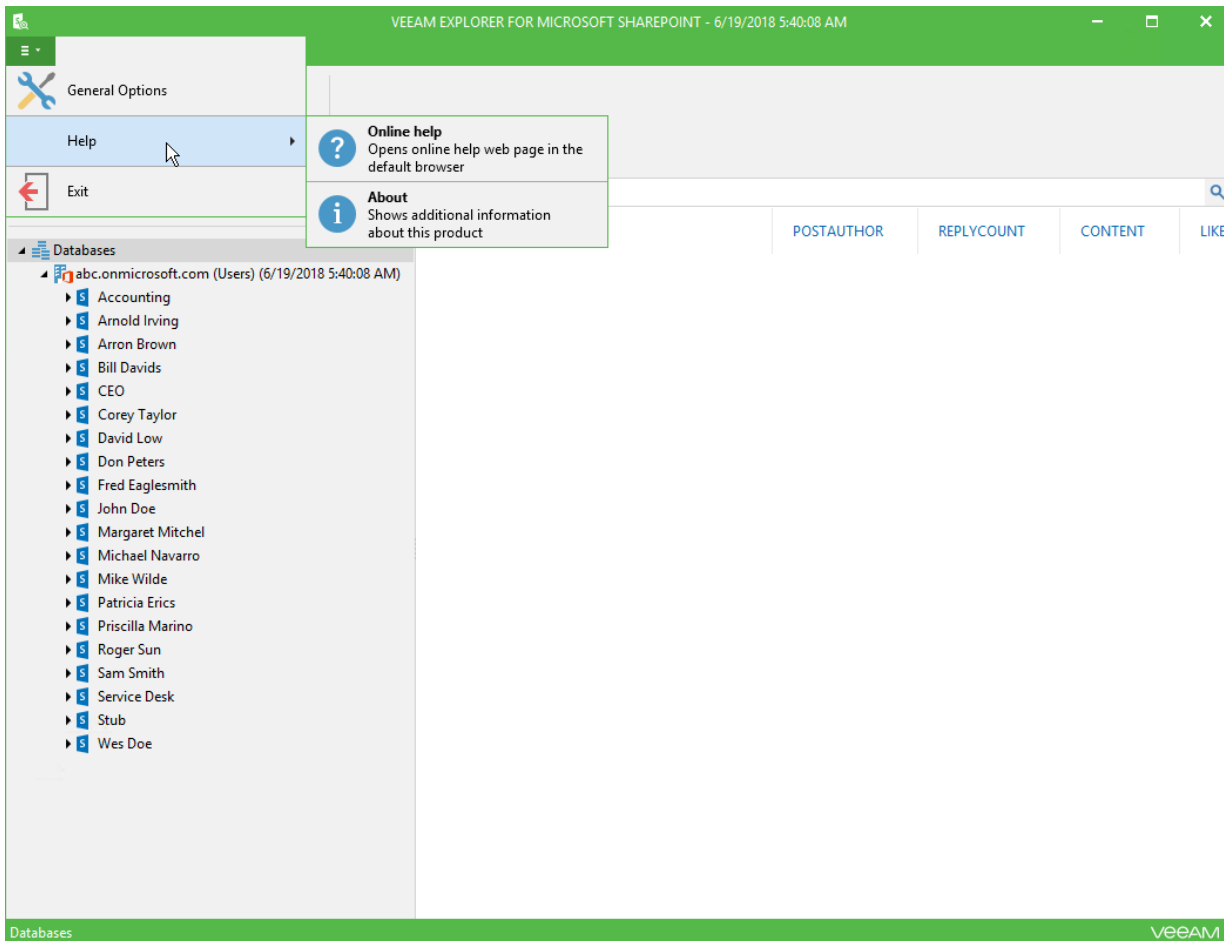 VEEAM EXPLORER FOR MICROSOFT SHAREPOINT - 6/19/2018 5:40:08 AM
General Options
Help
Exit
Online help
Opens online help web page in the
default browser
About
Shows additional information
about this product
POSTAUTHOR REPLYCOUNT CONTENT LIKE
Databases
abc.onmicrosoft.com (Users) (6/19/2018 5:40:08 AM)
Accounting
Arnold Irving
Arron Brown
Bill Davids
CEO
Corey Taylor
David Low
Don Peters
Fred Eaglesmith
John Doe
Margaret Mitchel
Michael Navarro
Mike Wilde
Patricia Erics
Priscilla Marino
Roger Sun
Sam Smith
Service Desk
Stub
Wes Doe
Databases
veeam